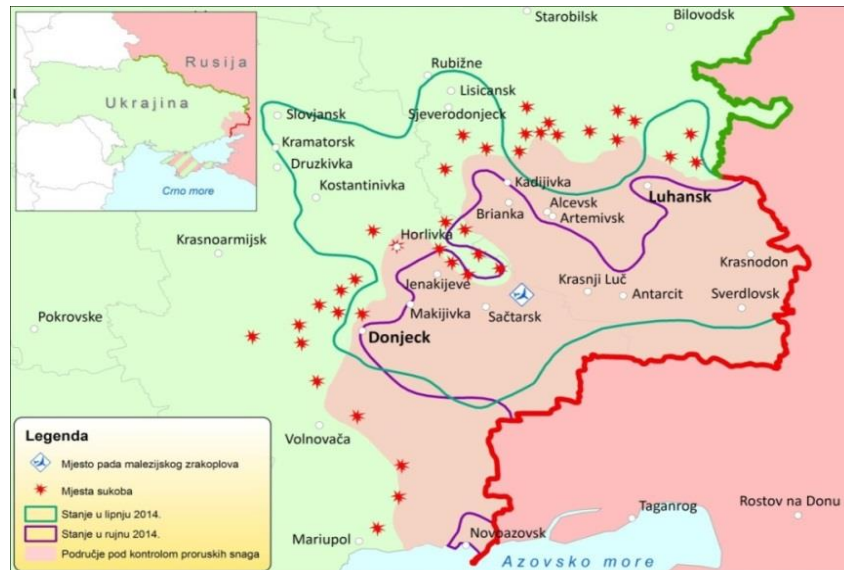 Starobilsk
Bilovodsk
Rusija
Ukrajina
Crno more
Rubižne
Lisicansk
Sjeverodonjeck
Slovjansk
Kramatorsk
Druzkivka
Kostantinivka
Kadijivka
Luhansk
Brianka
Alcevsk
Artemivsk
Horlivka
Krasnoarmijsk
Krasnodon
Jenakijeve
Krasnji Luč
Antarcit
Sverdlovsk
Makijivka
Sačtarsk
Pokrovske
Donjeck
Legenda
Volnovača
Mjesto pada malezijskog zrakoplova
Mjesta sukoba
Stanje u lipnju 2014.
Stanje u rujnu 2014.
Područje pod kontrolom proruskih snaga
Mariupol
Novoazovsk
Taganrog
Rostov na Donu
Azovsko more